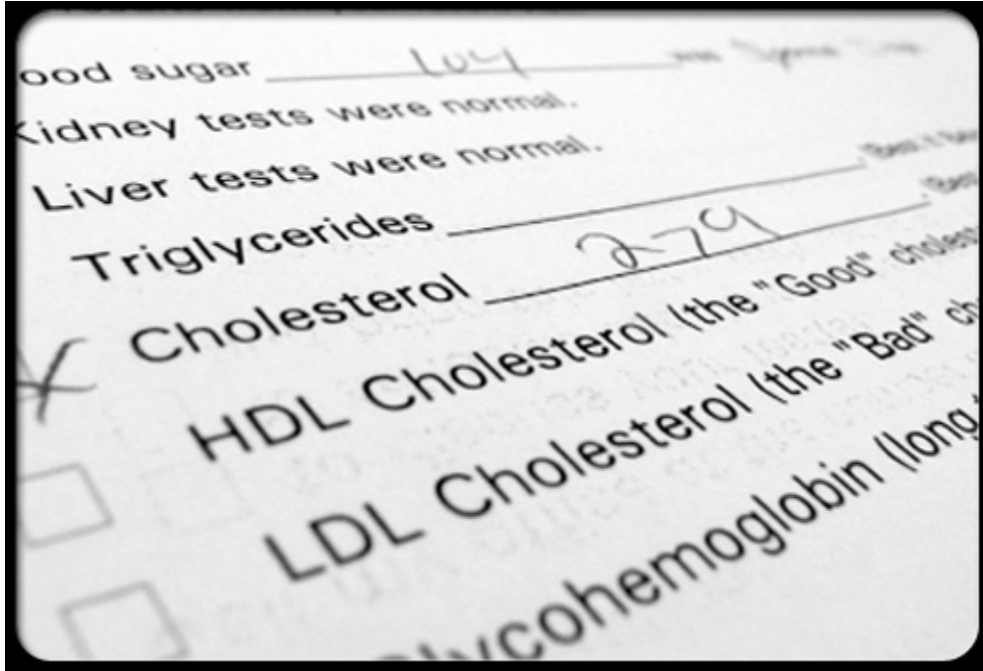 ood sugar 104
Kidney tests were normal.
Liver tests were normal.
Triglycerides
Cholesterol 279
HDL Cholesterol (the "Good" cholest
LDL Cholesterol (the "Bad" ch
lycohemoglobin (long